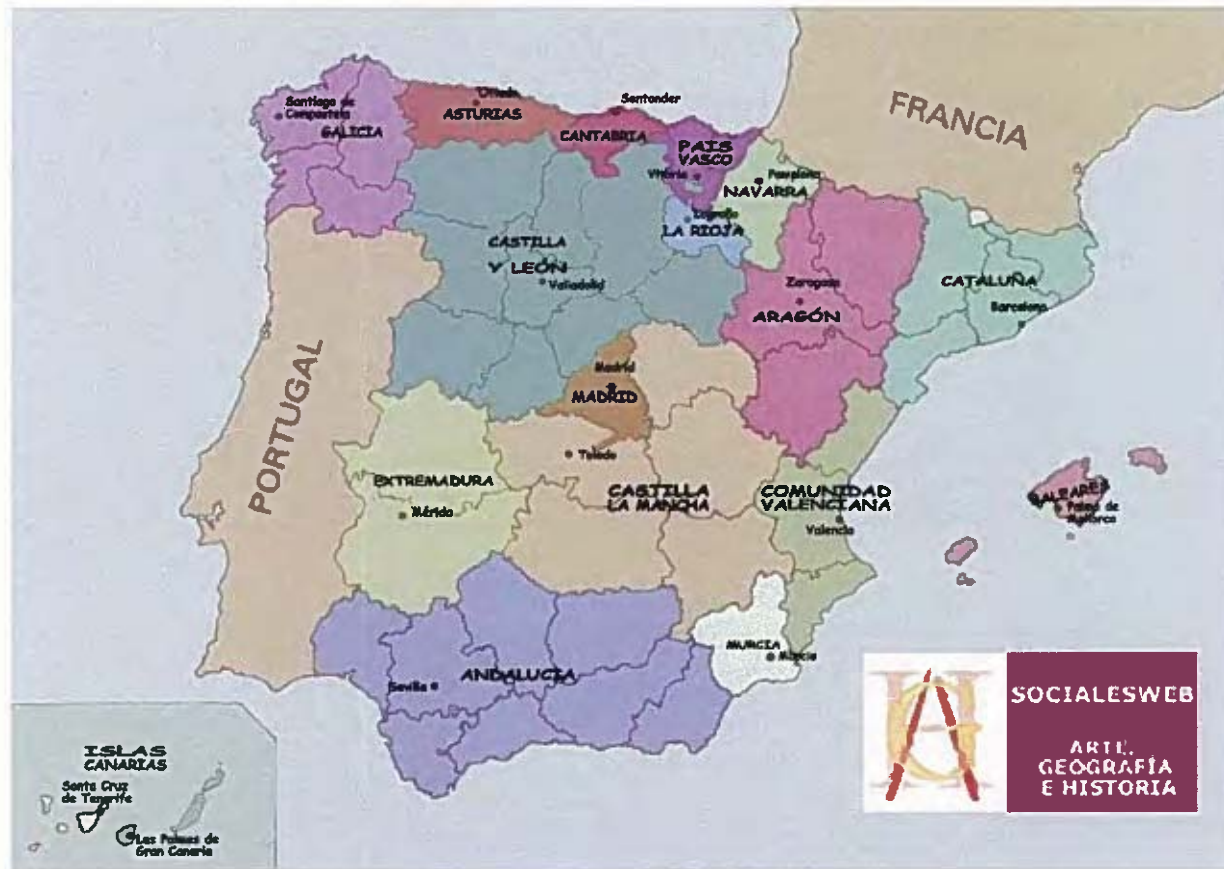 FRANCIA
PORTUGAL
Santiago de
Compostela
GALICIA
Oviedo
ASTURIAS
Santander
CANTABRIA
PAIS
VASCO
Vitoria
Pamplona
NAVARRA
Logroño
LA RIOJA
CASTILLA
Y LEÓN
Valladolid
Zaragoza
ARAGÓN
CATALUÑA
Barcelona
Madrid
MADRID
Toledo
EXTREMADURA
Mérida
CASTILLA
LA MANCHA
COMUNIDAD
VALENCIANA
Valencia
BALEARES
Palma de
Mallorca
MURCIA
Murcia
ANDALUCIA
Sevilla
ISLAS
CANARIAS
Santa Cruz
de Tenerife
Las Palmas de
Gran Canaria
SOCIALESWEB
ARTE,
GEOGRAFÍA
E HISTORIA